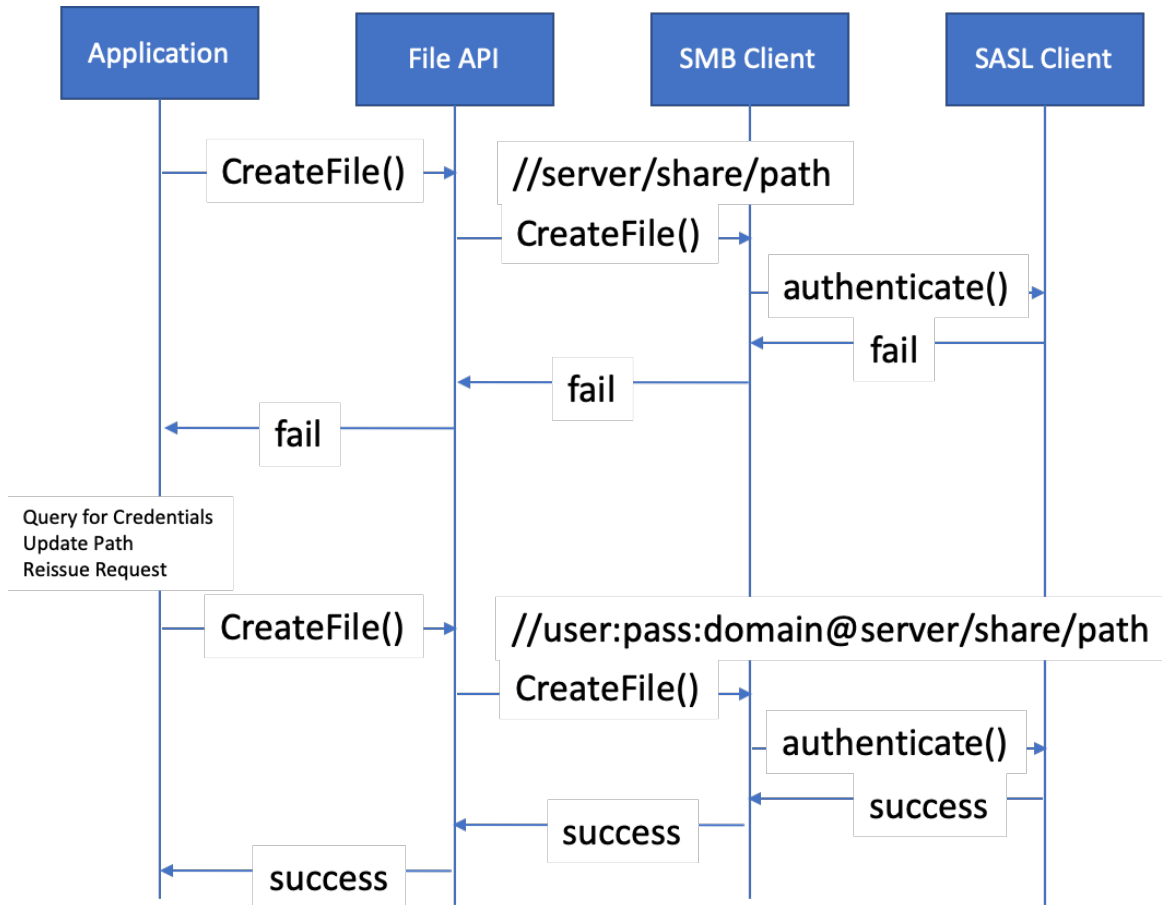 Application
File API
SMB Client
SASL Client
CreateFile()
//server/share/path
CreateFile()
authenticate()
fail
fail
fail
Query for Credentials
Update Path
Reissue Request
CreateFile()
//user:pass:domain@server/share/path
CreateFile()
authenticate()
success
success
success